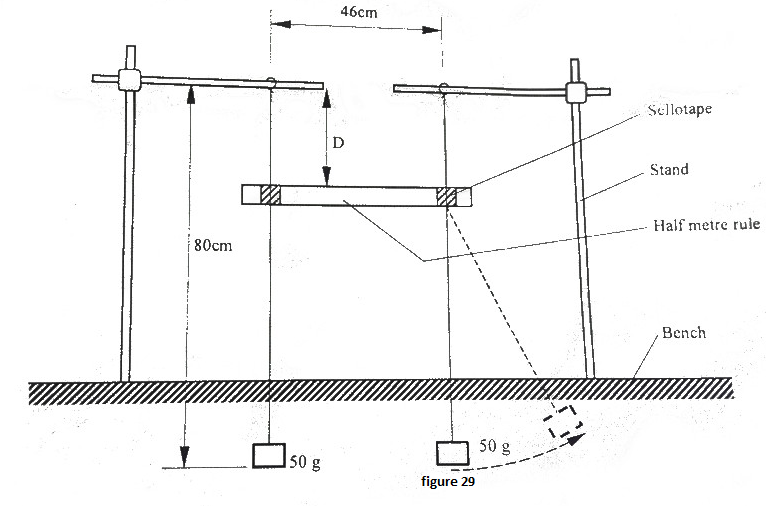 46cm
Sellotape
D
Stand
Half metre rule
80cm
Bench
50 g
50 g
figure 29